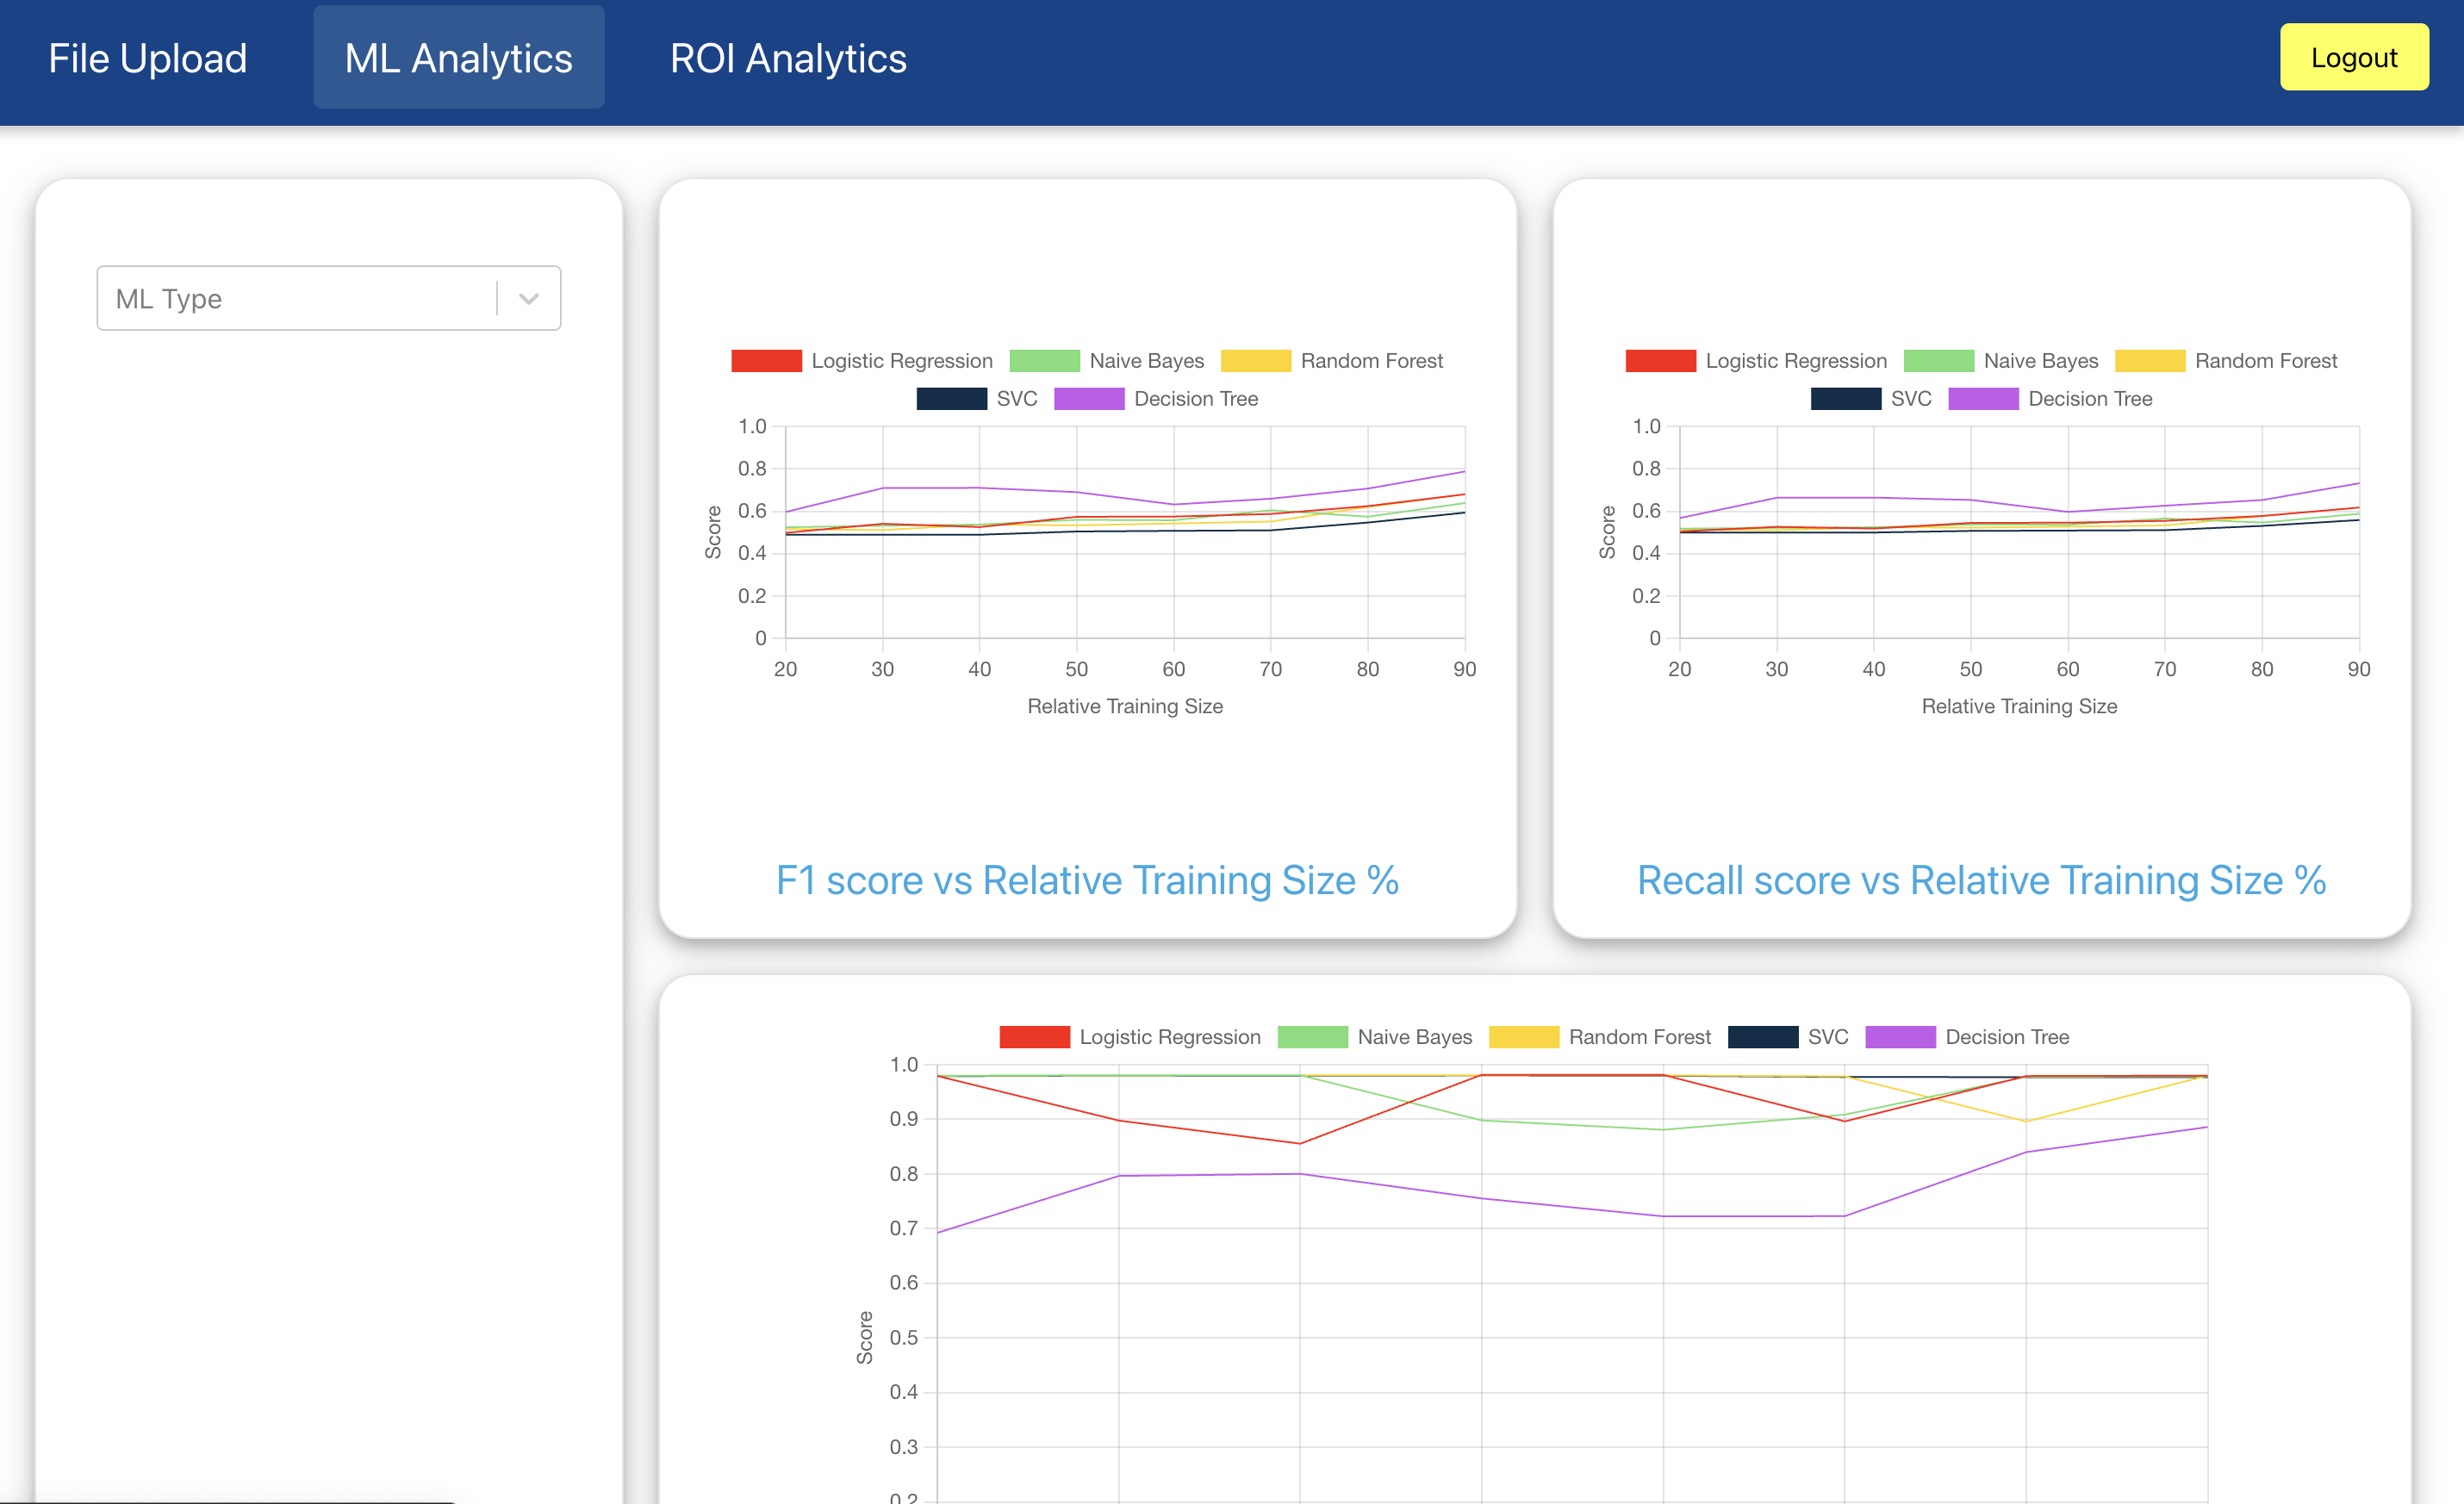 File Upload
ML Analytics
ROI Analytics
Logout
ML Type
Logistic Regression Naive Bayes Random Forest
SVC Decision Tree
1.0
0.8
0.6
0.4
0.2
0
Score
20 30 40 50 60 70 80 90
Relative Training Size
F1 score vs Relative Training Size %
Logistic Regression Naive Bayes Random Forest
SVC Decision Tree
1.0
0.8
0.6
0.4
0.2
0
Score
20 30 40 50 60 70 80 90
Relative Training Size
Recall score vs Relative Training Size %
Logistic Regression Naive Bayes Random Forest SVC Decision Tree
1.0
0.9
0.8
0.7
0.6
0.5
0.4
0.3
0.2
Score